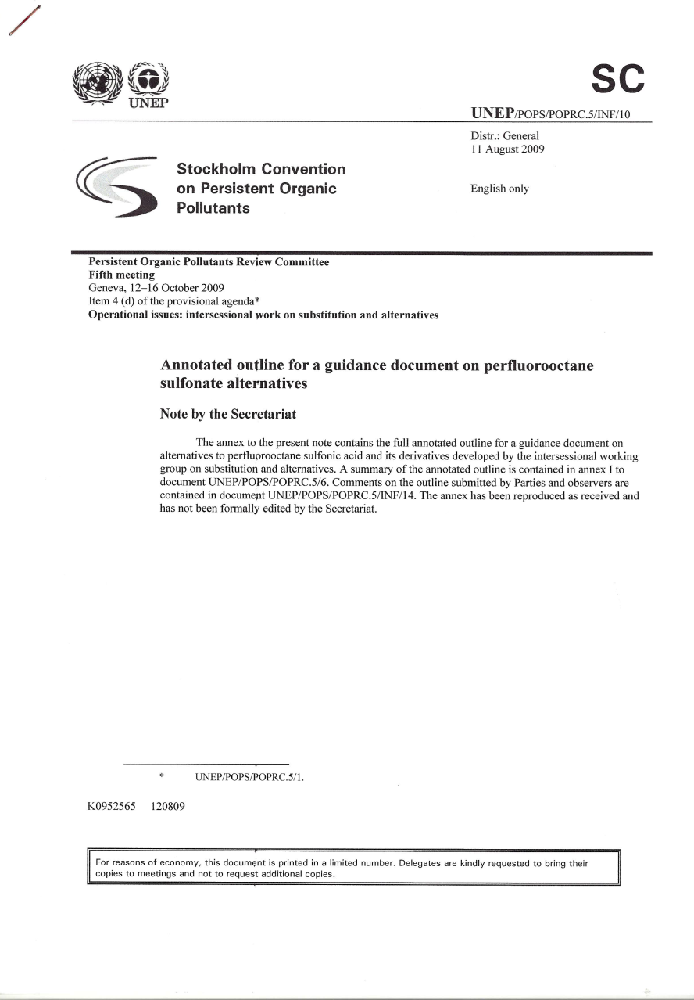 UNEP
SC
UNEP/POPS/POPRC.5/INF/10
Distr.: General
11 August 2009
English only
Stockholm Convention
on Persistent Organic
Pollutants
Persistent Organic Pollutants Review Committee
Fifth meeting
Geneva, 12–16 October 2009
Item 4 (d) of the provisional agenda*
Operational issues: intersessional work on substitution and alternatives
Annotated outline for a guidance document on perfluorooctane
sulfonate alternatives
Note by the Secretariat
The annex to the present note contains the full annotated outline for a guidance document on
alternatives to perfluorooctane sulfonic acid and its derivatives developed by the intersessional working
group on substitution and alternatives. A summary of the annotated outline is contained in annex I to
document UNEP/POPS/POPRC.5/6. Comments on the outline submitted by Parties and observers are
contained in document UNEP/POPS/POPRC.5/INF/14. The annex has been reproduced as received and
has not been formally edited by the Secretariat.
* UNEP/POPS/POPRC.5/1.
K0952565 120809
For reasons of economy, this document is printed in a limited number. Delegates are kindly requested to bring their
copies to meetings and not to request additional copies.